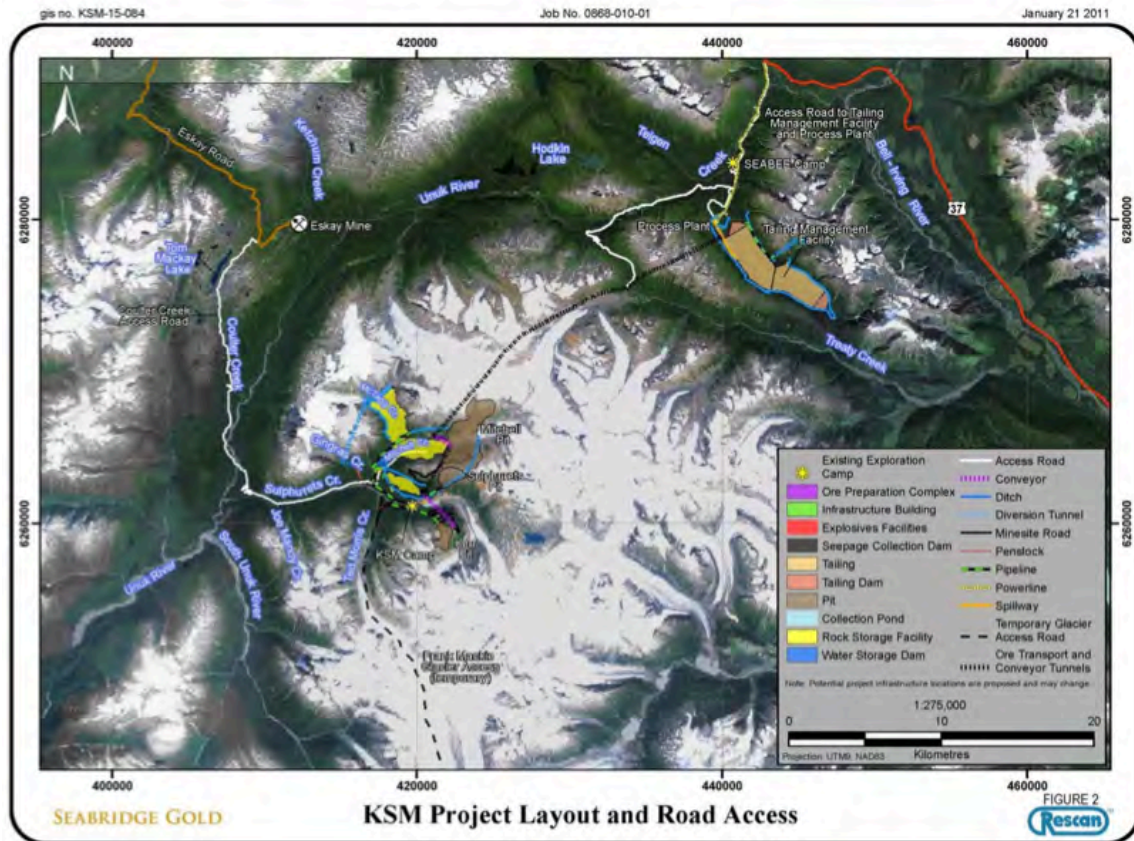 gis no. KSM-15-084
Job No. 0868-010-01
January 21 2011
400000
420000
440000
460000
N
Eskay Road
Ketchum Creek
Unuk River
Hodkin
Lake
Teigen
Creek
Access Road to Tailing
Management Facility
and Process Plant
SEABEE Camp
Bell - Irving River
37
6280000
6280000
Eskay Mine
Process Plant
Tailing Management
Facility
Tom
Mackay
Lake
Coulter Creek
Access Road
Coulter Creek
Treaty Creek
Mitchell
Pit
Gingras Cr.
Sulphurets
Pit
Sulphurets Cr.
6260000
6260000
KSM Camp
Pit
Unuk River
South Unuk River
Frank Mackie
Glacier Access
(temporary)
Existing Exploration
Camp
Ore Preparation Complex
Infrastructure Building
Explosives Facilities
Seepage Collection Dam
Tailing
Tailing Dam
Pit
Collection Pond
Rock Storage Facility
Water Storage Dam
Access Road
Conveyor
Ditch
Diversion Tunnel
Minesite Road
Penstock
Pipeline
Powerline
Spillway
Temporary Glacier
Access Road
Ore Transport and
Conveyor Tunnels
Note: Potential project infrastructure locations are proposed and may change.
1:275,000
0
10
20
Kilometres
Projection: UTM9, NAD83
400000
420000
440000
460000
SEABRIDGE GOLD
KSM Project Layout and Road Access
FIGURE 2
Rescan